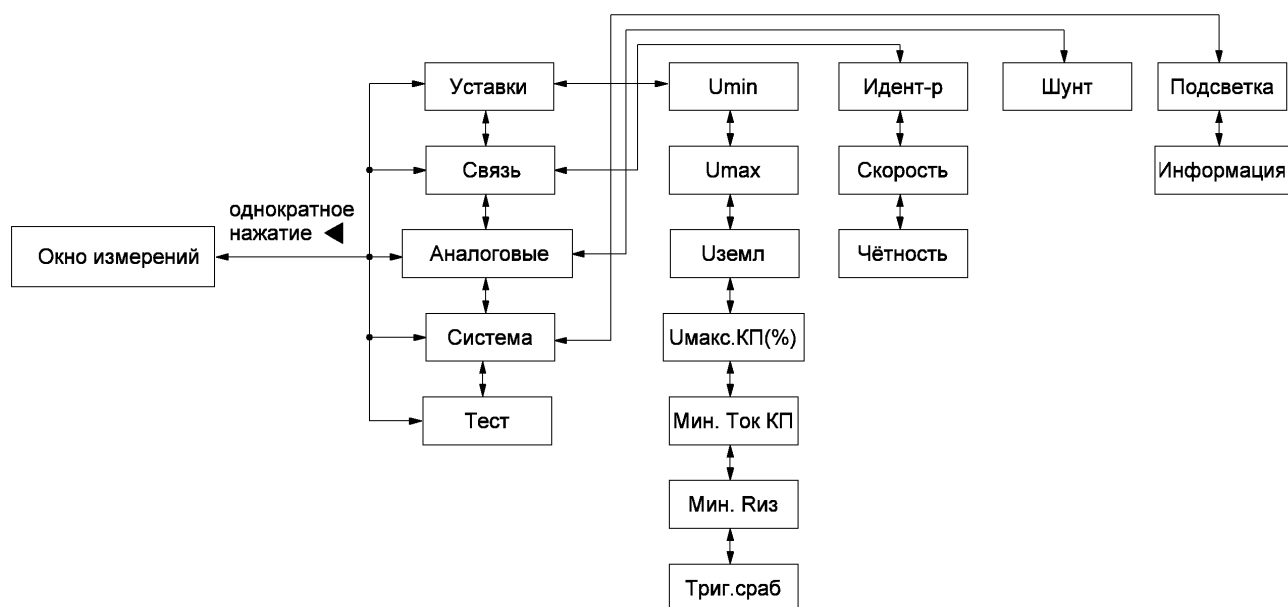 Уставки
Umin
Идент-р
Шунт
Подсветка
Связь
Umax
Скорость
Информация
однократное
нажатие
Окно измерений
Аналоговые
Uземл
Чётность
Система
Uмакс.КП(%)
Тест
Мин. Ток КП
Мин. Rиз
Триг.сраб